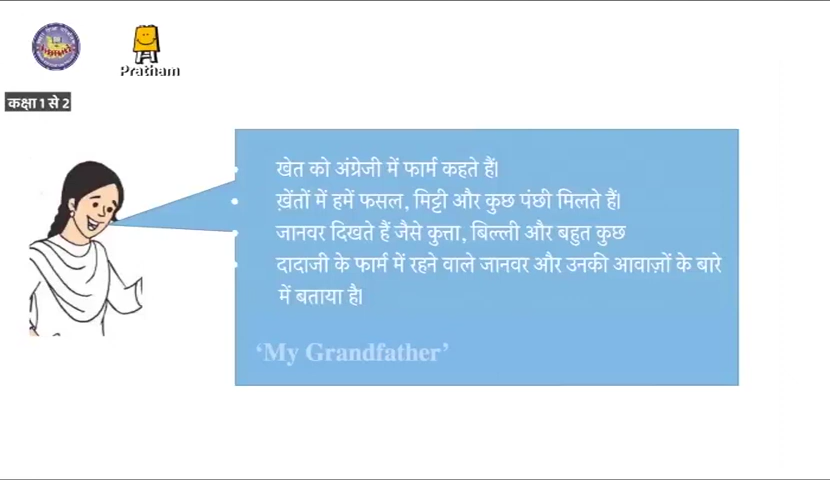 Pratham
कक्षा 1 से 2
खेत को अंग्रेजी में फार्म कहते हैं।
ख़ेंतों में हमें फसल, मिट्टी और कुछ पंछी मिलते हैं।
जानवर दिखते हैं जैसे कुत्ता, बिल्ली और बहुत कुछ
दादाजी के फार्म में रहने वाले जानवर और उनकी आवाज़ों के बारे
में बताया है।
‘My Grandfather’